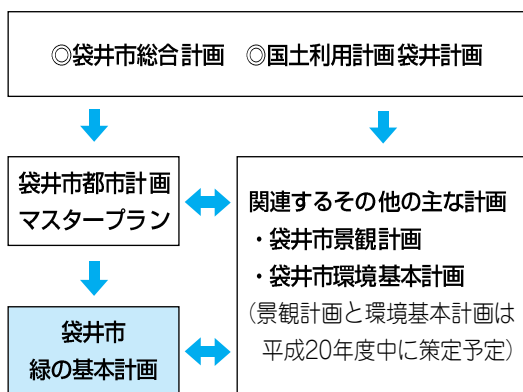 ◎袋井市総合計画　◎国土利用計画袋井計画
袋井市都市計画
マスタープラン
関連するその他の主な計画
・袋井市景観計画
・袋井市環境基本計画
(景観計画と環境基本計画は
平成20年度中に策定予定)
袋井市
緑の基本計画